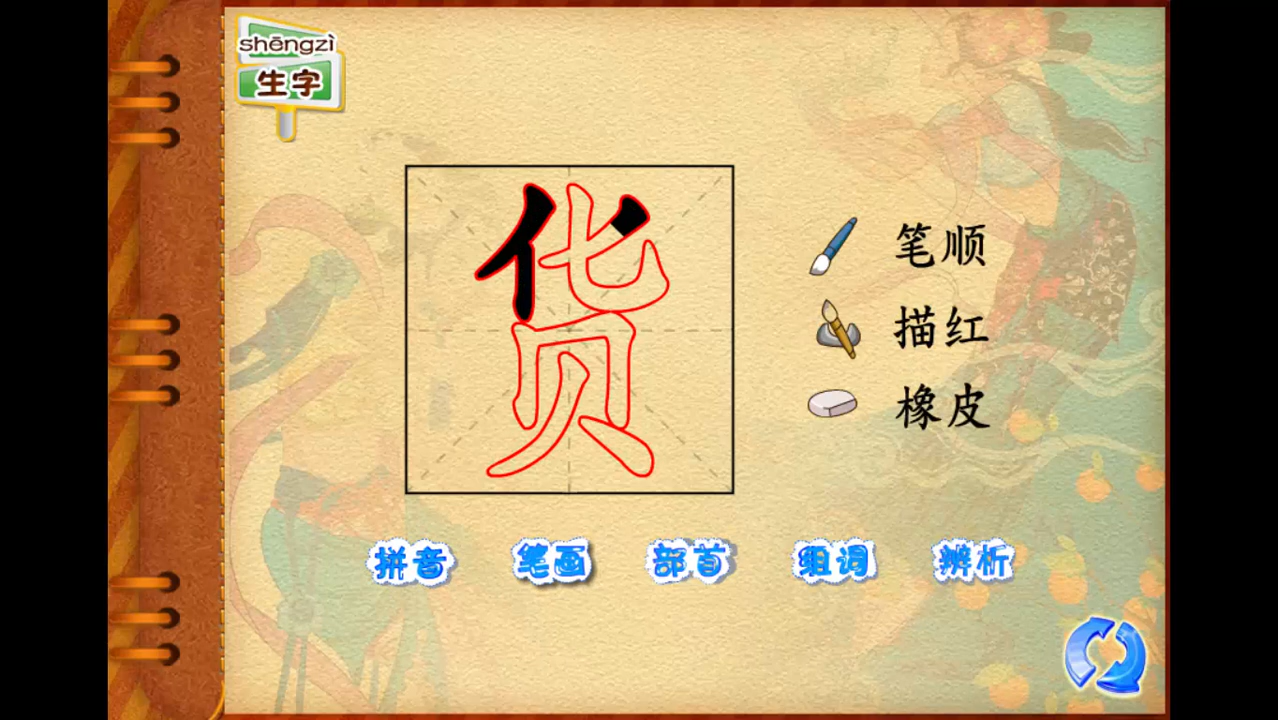 shēngzì
生字
货
笔顺
描红
橡皮
拼音 笔画 部首 组词 辨析